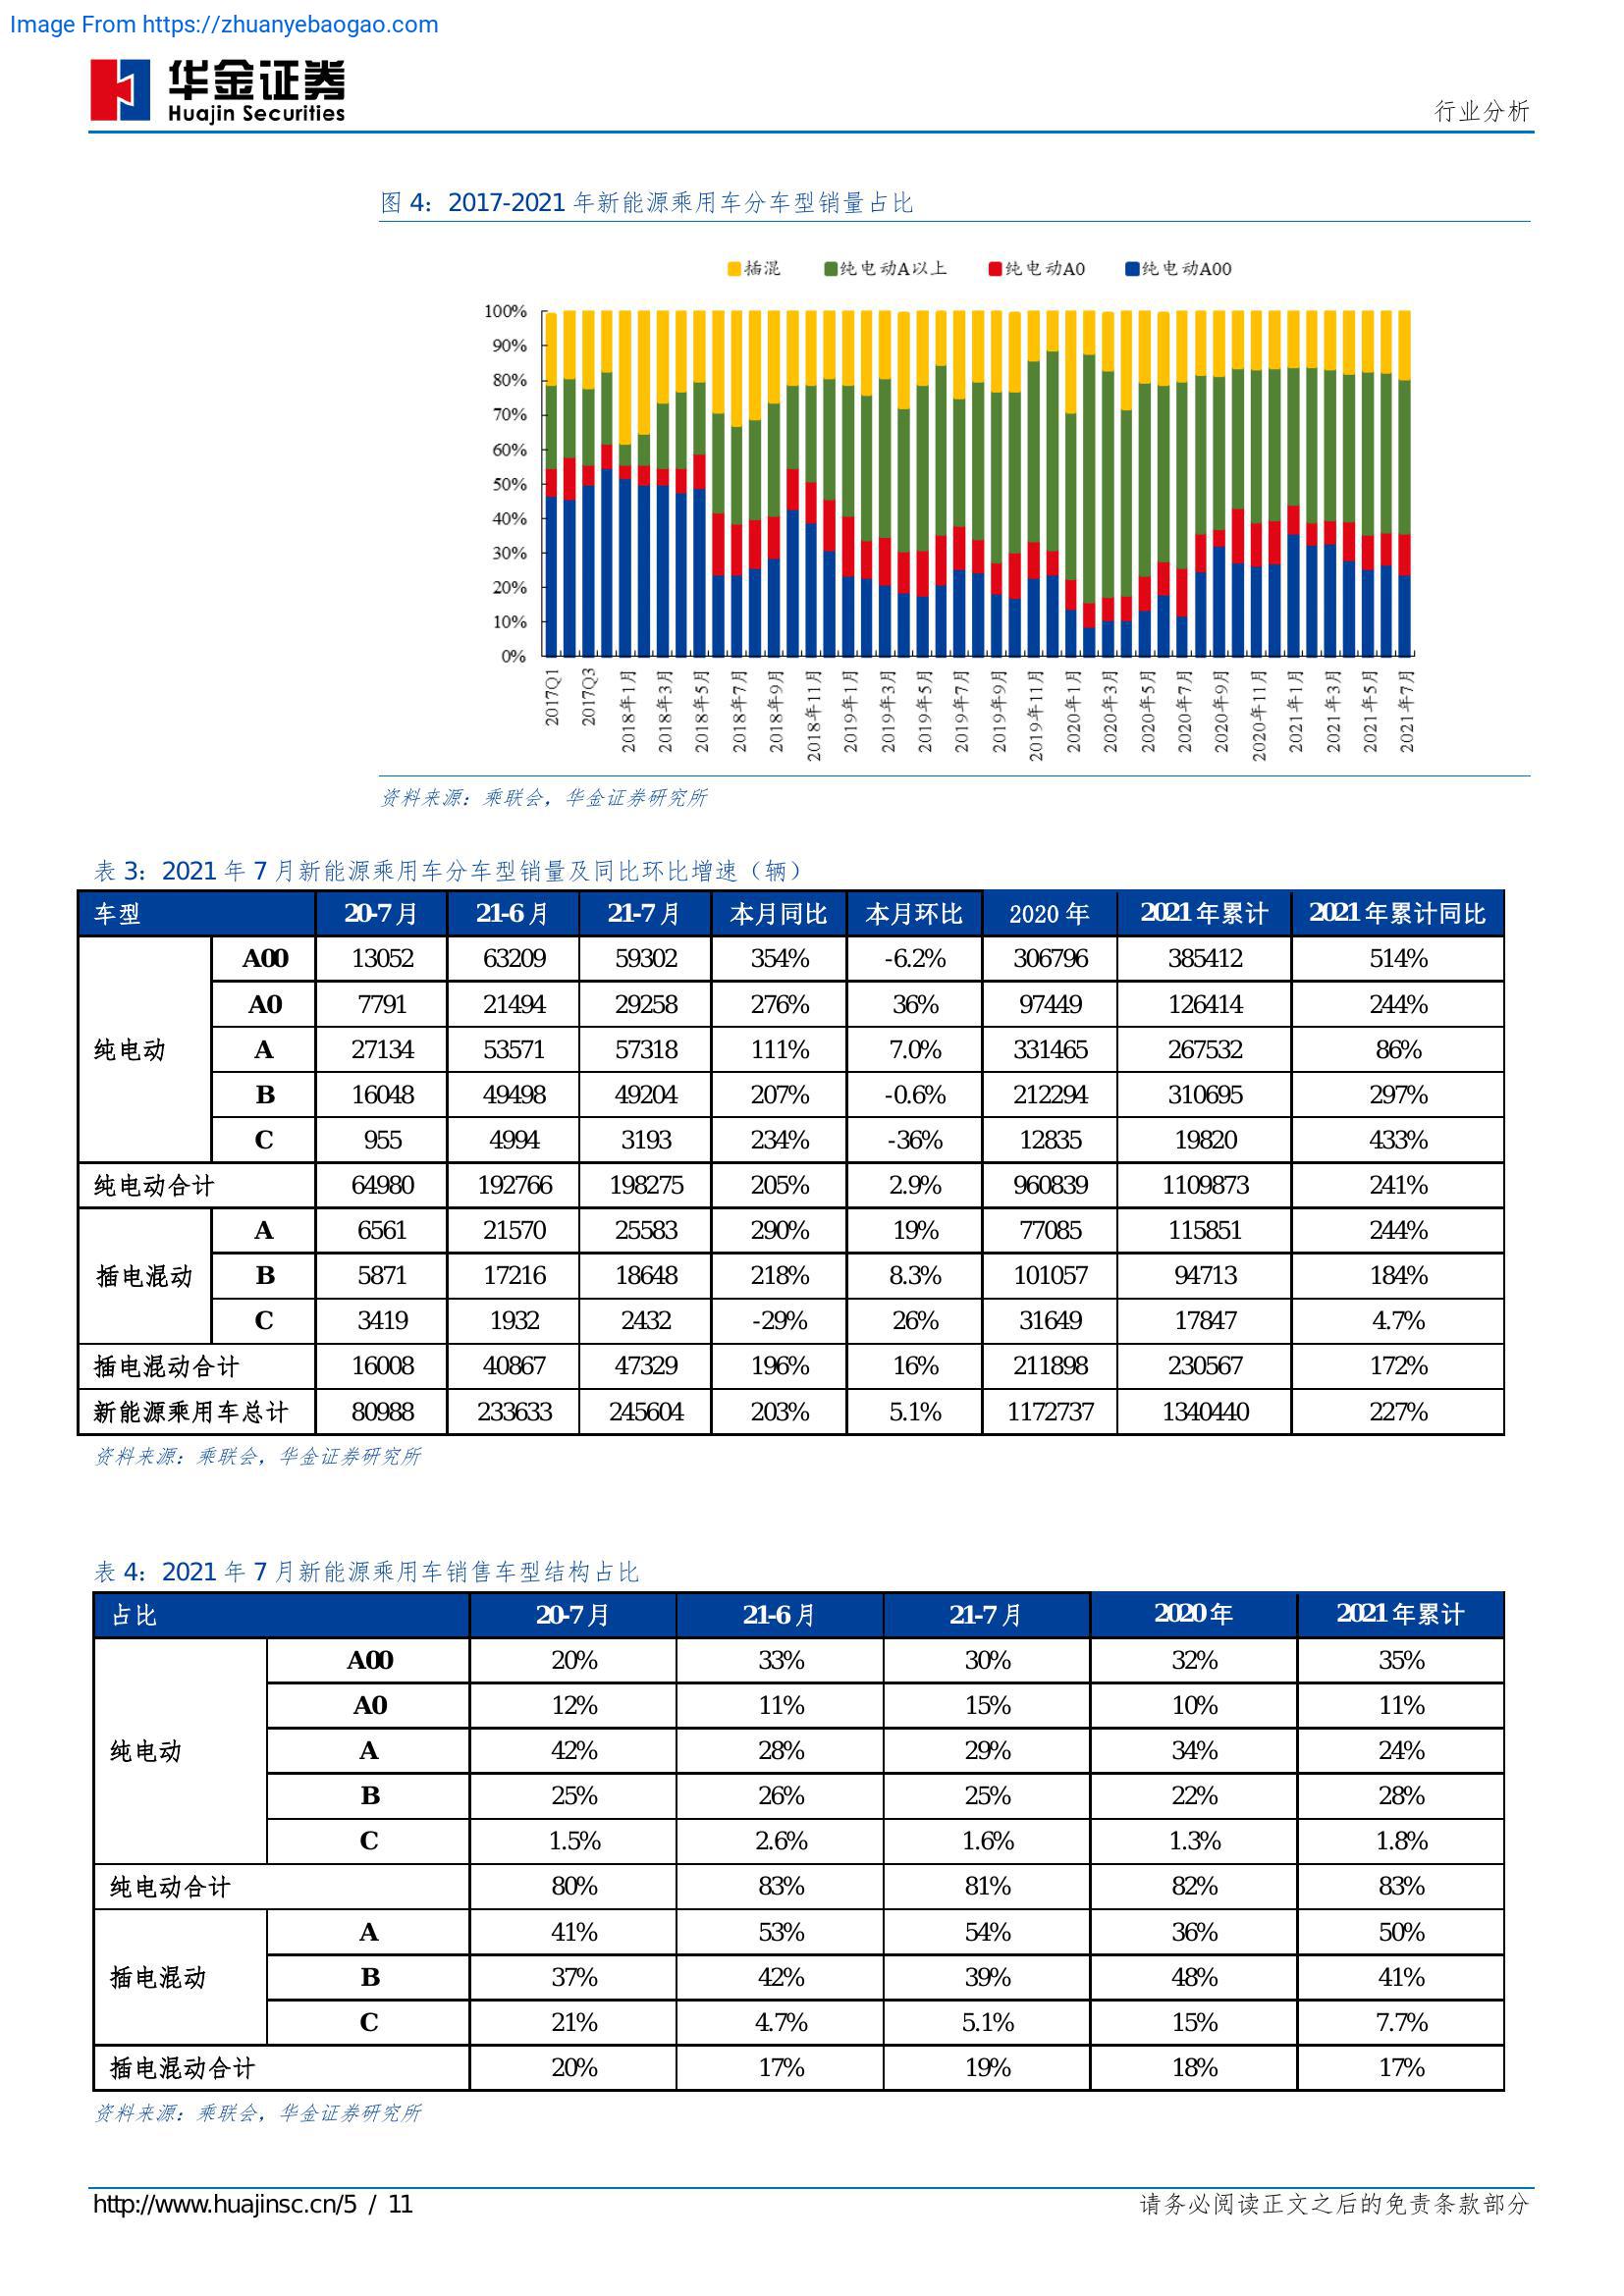 Image From https://zhuanyebaogao.com
华金证券
Huajin Securities
行业分析
图 4：2017-2021 年新能源乘用车分车型销量占比
插混 纯电动A以上 纯电动A0 纯电动A00
100%
90%
80%
70%
60%
50%
40%
30%
20%
10%
0%
2017Q1 2017Q3 2018年1月 2018年3月 2018年5月 2018年7月 2018年9月 2018年11月 2019年1月 2019年3月 2019年5月 2019年7月 2019年9月 2019年11月 2020年1月 2020年3月 2020年5月 2020年7月 2020年9月 2020年11月 2021年1月 2021年3月 2021年5月 2021年7月
资料来源：乘联会，华金证券研究所
表 3：2021 年 7 月新能源乘用车分车型销量及同比环比增速（辆）
车型 20-7 月 21-6 月 21-7 月 本月同比 本月环比 2020 年 2021 年累计 2021 年累计同比
纯电动
A00 13052 63209 59302 354% -6.2% 306796 385412 514%
A0 7791 21494 29258 276% 36% 97449 126414 244%
A 27134 53571 57318 111% 7.0% 331465 267532 86%
B 16048 49498 49204 207% -0.6% 212294 310695 297%
C 955 4994 3193 234% -36% 12835 19820 433%
纯电动合计 64980 192766 198275 205% 2.9% 960839 1109873 241%
插电混动
A 6561 21570 25583 290% 19% 77085 115851 244%
B 5871 17216 18648 218% 8.3% 101057 94713 184%
C 3419 1932 2432 -29% 26% 31649 17847 4.7%
插电混动合计 16008 40867 47329 196% 16% 211898 230567 172%
新能源乘用车总计 80988 233633 245604 203% 5.1% 1172737 1340440 227%
资料来源：乘联会，华金证券研究所
表 4：2021 年 7 月新能源乘用车销售车型结构占比
占比 20-7 月 21-6 月 21-7 月 2020 年 2021 年累计
纯电动
A00 20% 33% 30% 32% 35%
A0 12% 11% 15% 10% 11%
A 42% 28% 29% 34% 24%
B 25% 26% 25% 22% 28%
C 1.5% 2.6% 1.6% 1.3% 1.8%
纯电动合计 80% 83% 81% 82% 83%
插电混动
A 41% 53% 54% 36% 50%
B 37% 42% 39% 48% 41%
C 21% 4.7% 5.1% 15% 7.7%
插电混动合计 20% 17% 19% 18% 17%
资料来源：乘联会，华金证券研究所
http://www.huajinsc.cn/5 / 11
请务必阅读正文之后的免责条款部分